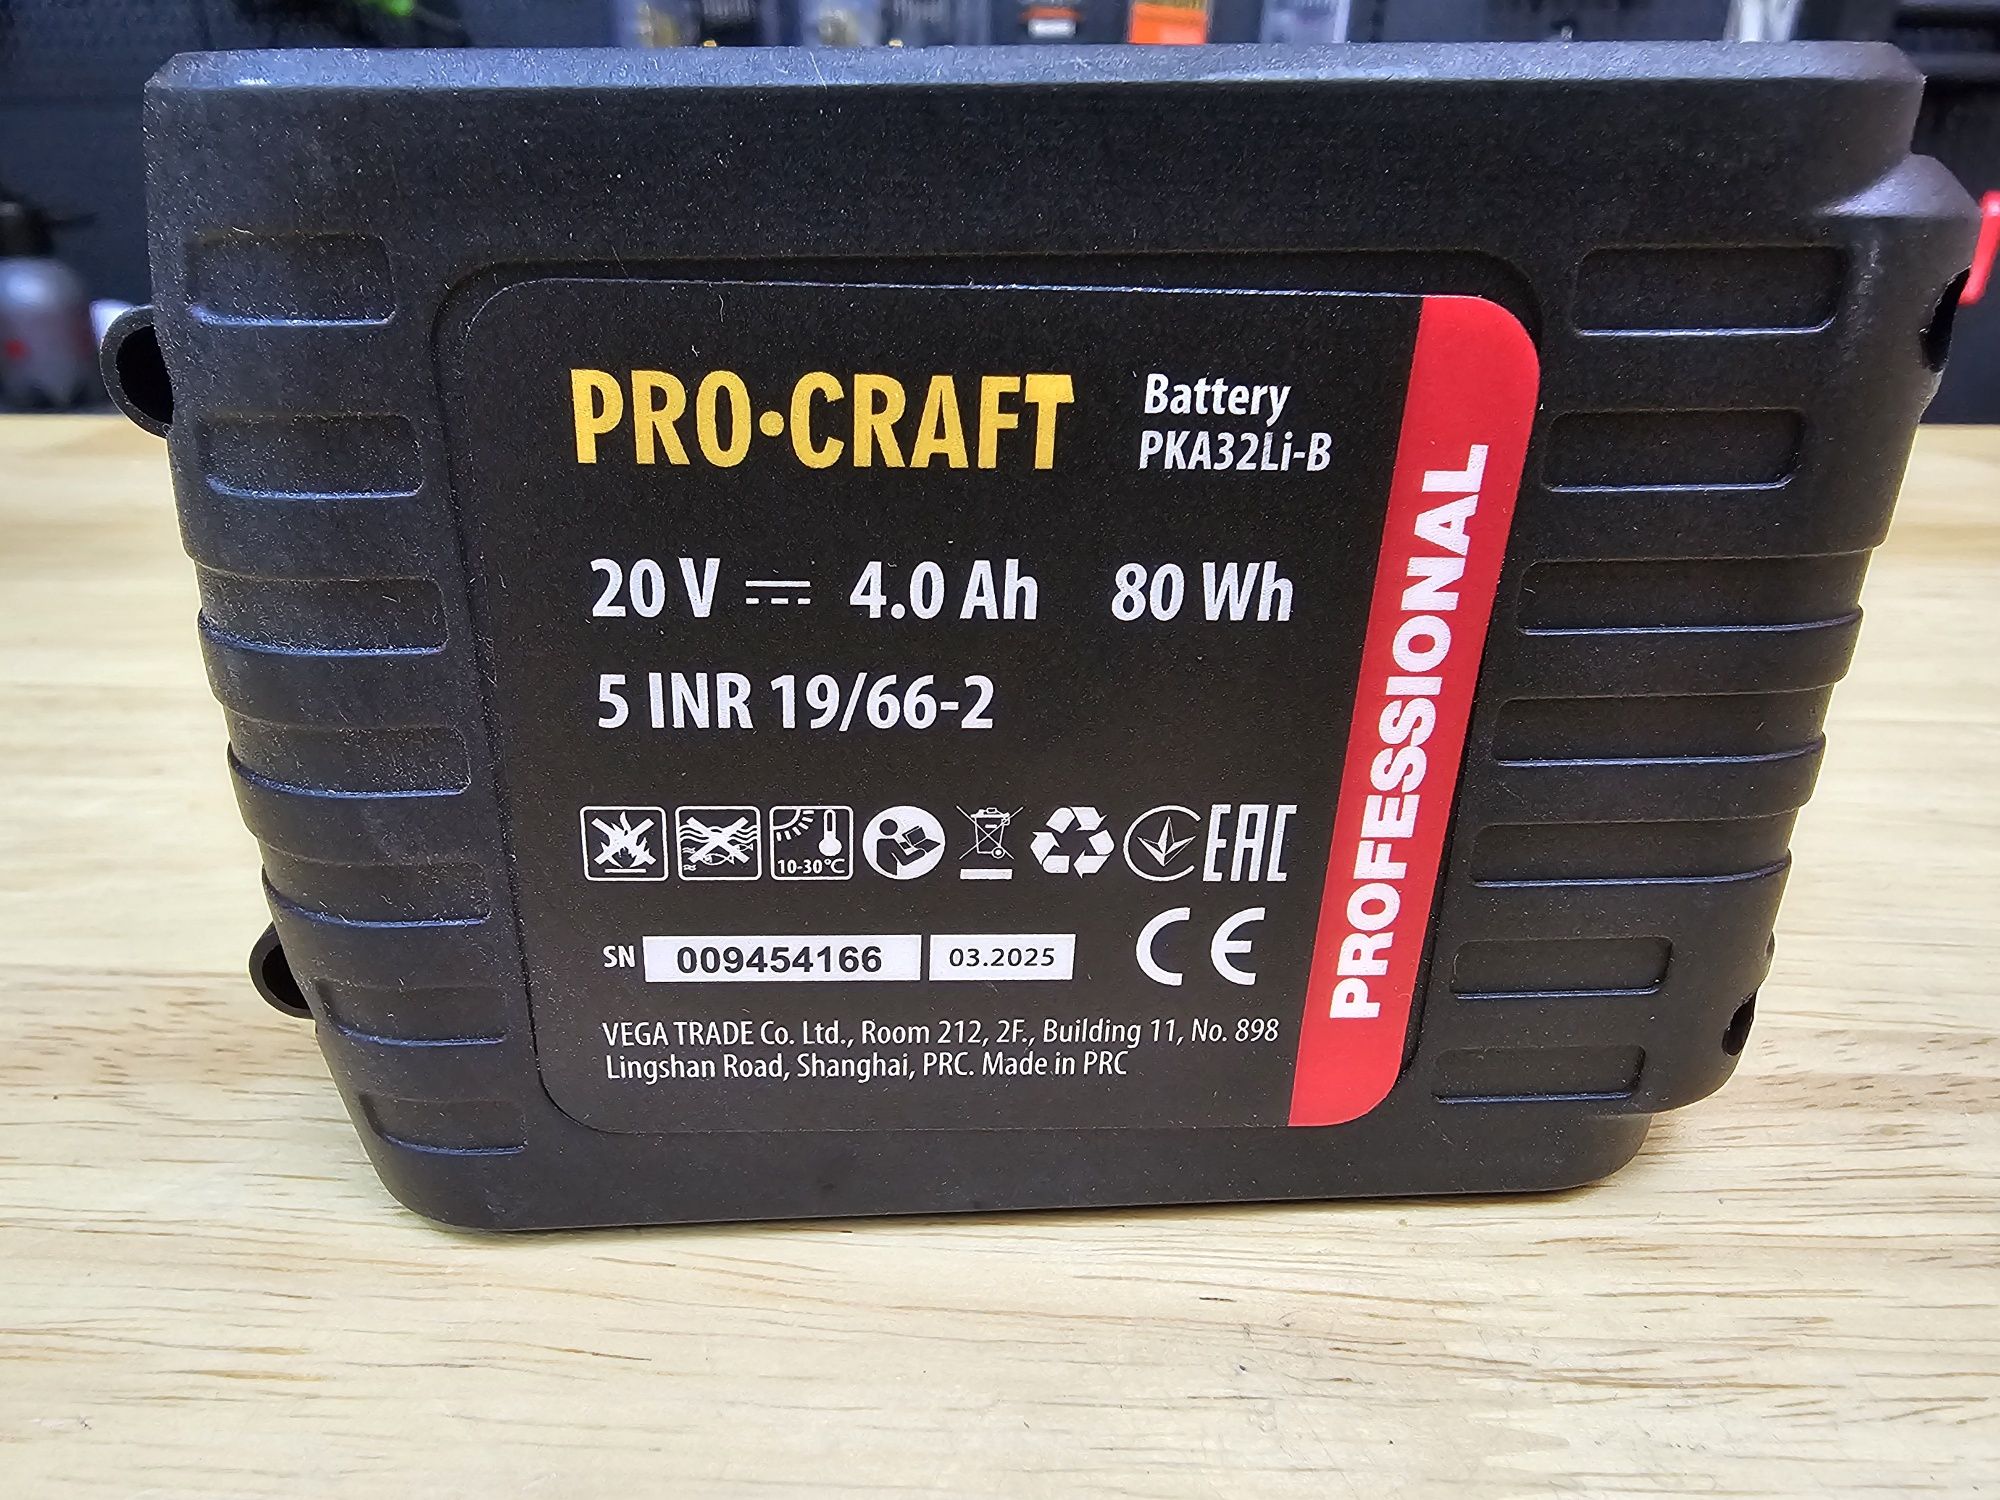 PRO·CRAFT
Battery
PKA32Li-B
20 V 4.0 Ah 80 Wh
5 INR 19/66-2
10-30°C
EAC
SN 009454166 03.2025
CE
VEGA TRADE Co. Ltd., Room 212, 2F., Building 11, No. 898
Lingshan Road, Shanghai, PRC. Made in PRC
PROFESSIONAL